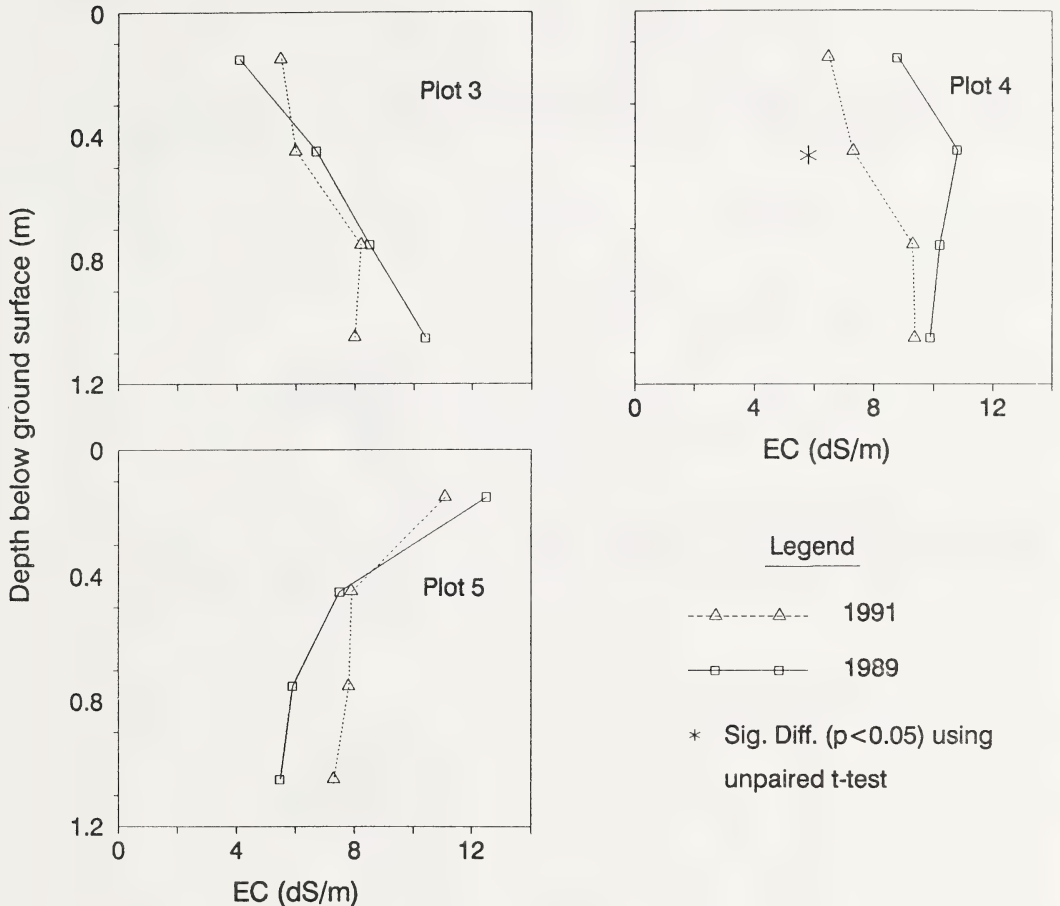 0
0.4
0.8
1.2
Depth below ground surface (m)
Plot 3
Plot 4
0 4 8 12
EC (dS/m)
0
0.4
0.8
1.2
Plot 5
0 4 8 12
EC (dS/m)
Legend
1991
1989
* Sig. Diff. (p<0.05) using
unpaired t-test